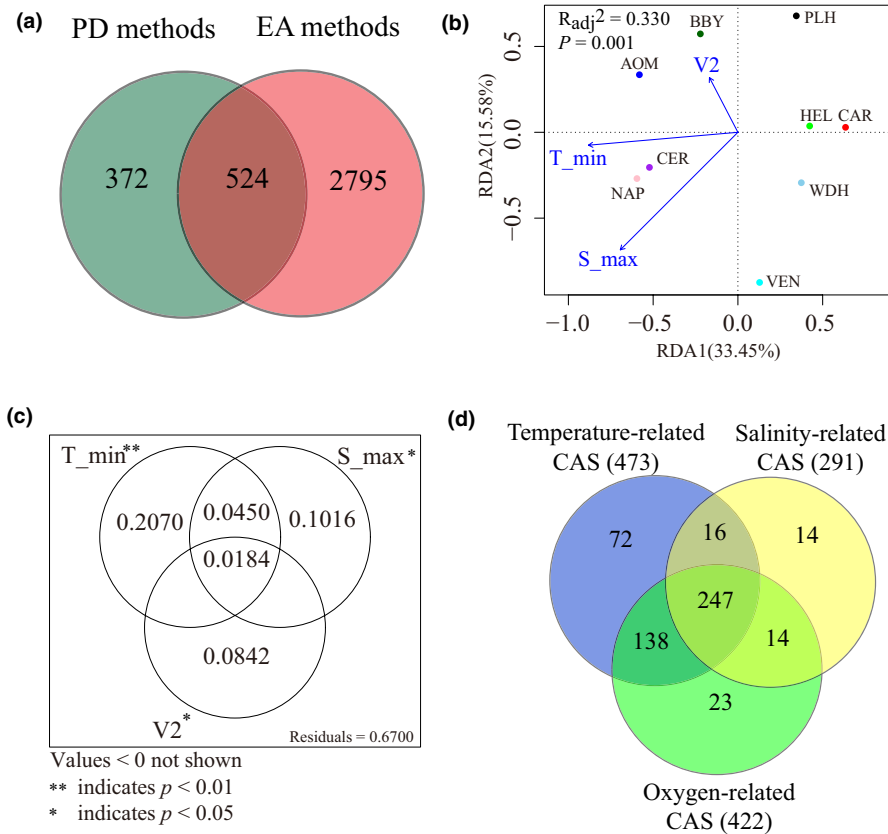 (a)
PD methods
EA methods
372
524
2795
(b)
Radj² = 0.330
P = 0.001
BBY
PLH
AOM
V2
HEL
CAR
T_min
CER
NAP
WDH
S_max
VEN
0.5
0.0
−0.5
RDA2(15.58%)
−1.0
−0.5
0.0
0.5
RDA1(33.45%)
(c)
T_min**
S_max*
0.2070
0.0450
0.1016
0.0184
0.0842
V2*
Residuals = 0.6700
Values < 0 not shown
** indicates p < 0.01
* indicates p < 0.05
(d)
Temperature-related
CAS (473)
Salinity-related
CAS (291)
72
16
14
247
138
14
23
Oxygen-related
CAS (422)